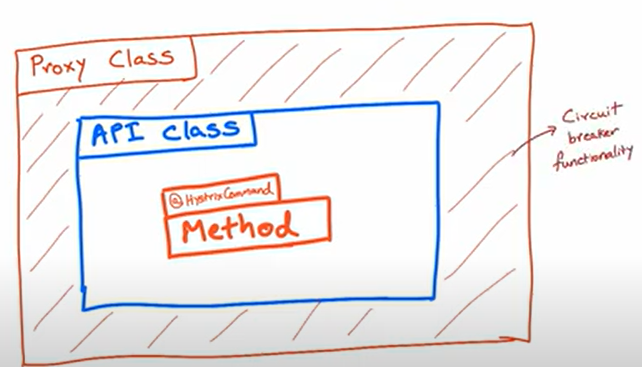 Proxy Class
API class
@HystrixCommand
Method
Circuit
breaker
functionality